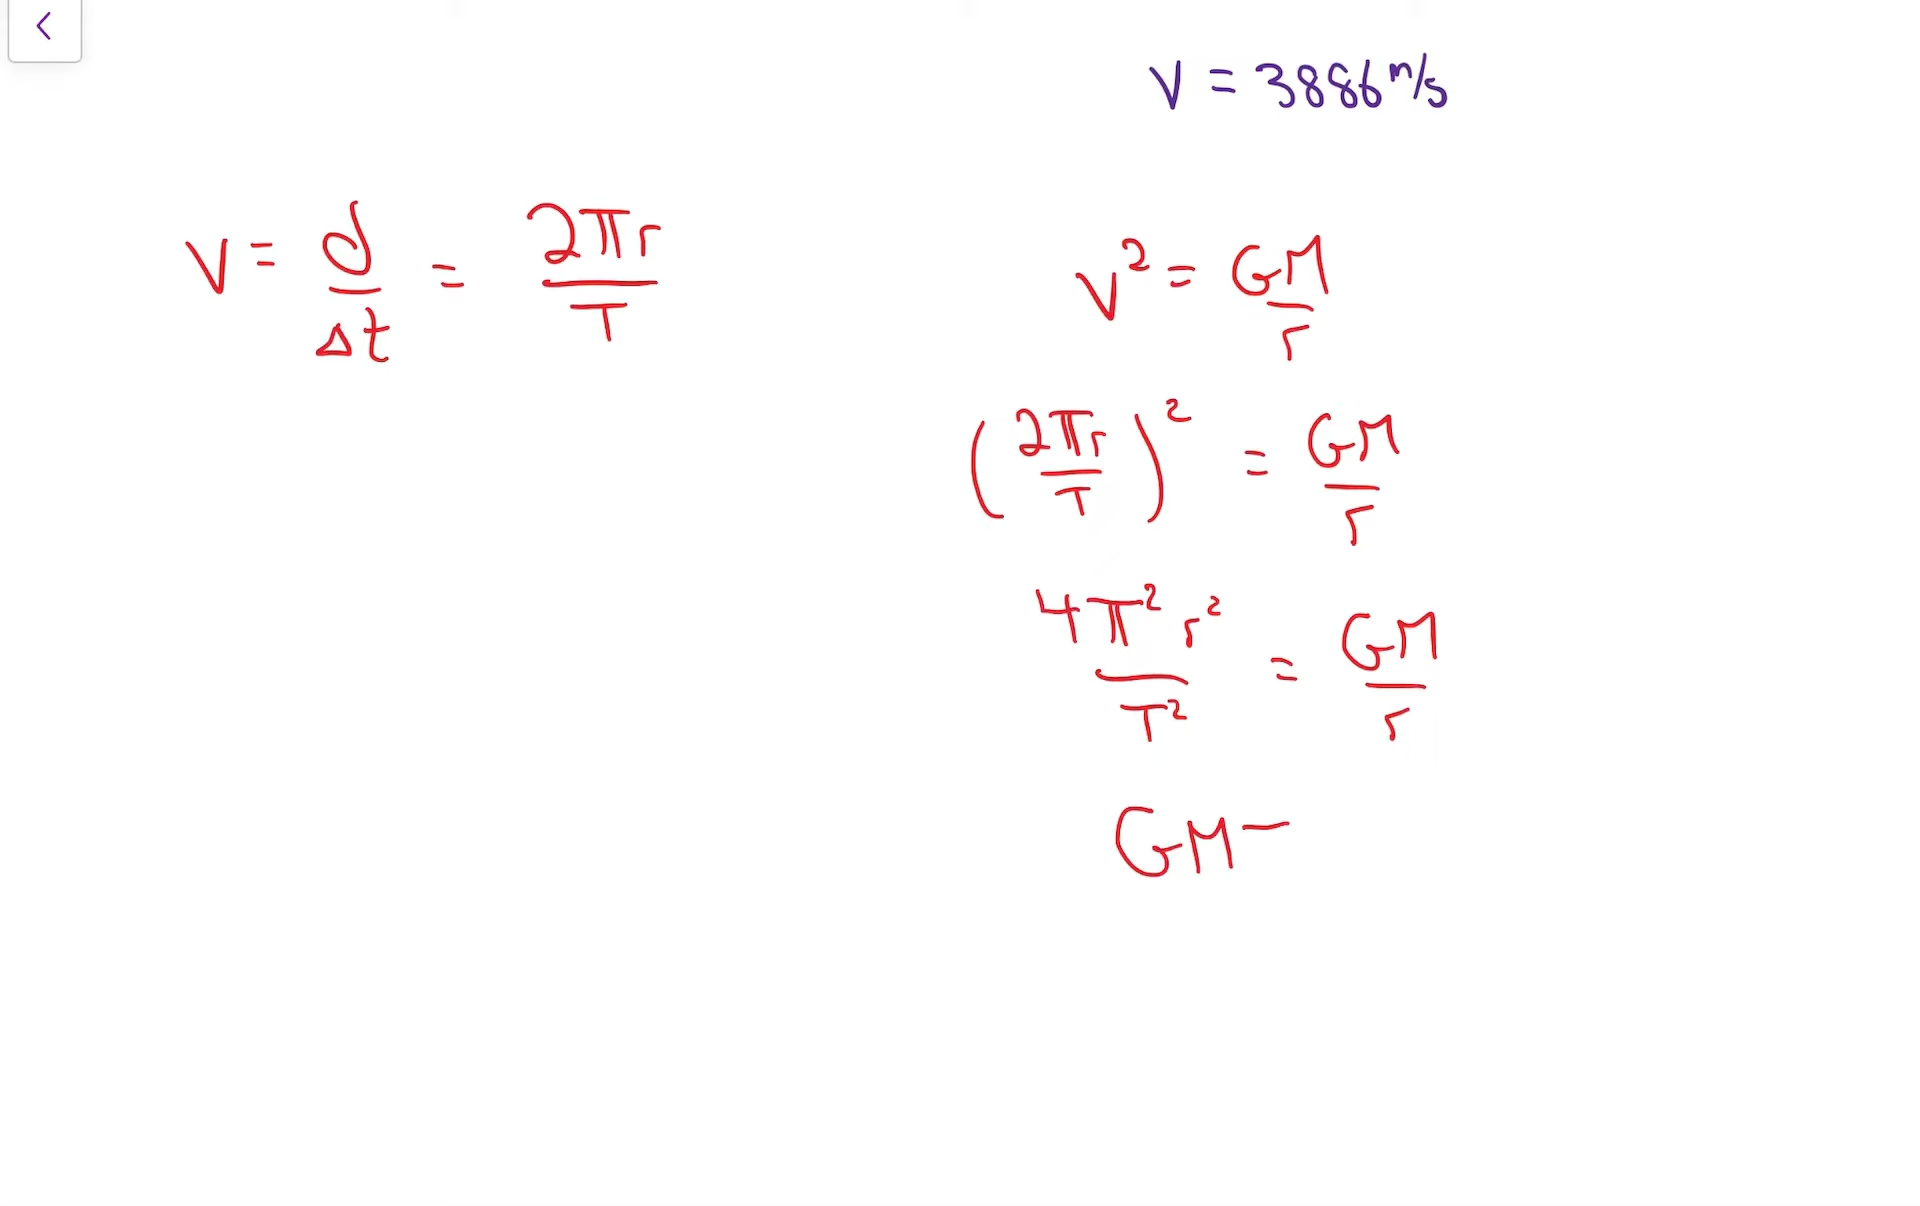 V = 3886 m/s
V = d/Δt = 2πr/T
V² = GM/r
(2πr/T)² = GM/r
4π²r²/T² = GM/r
GM−